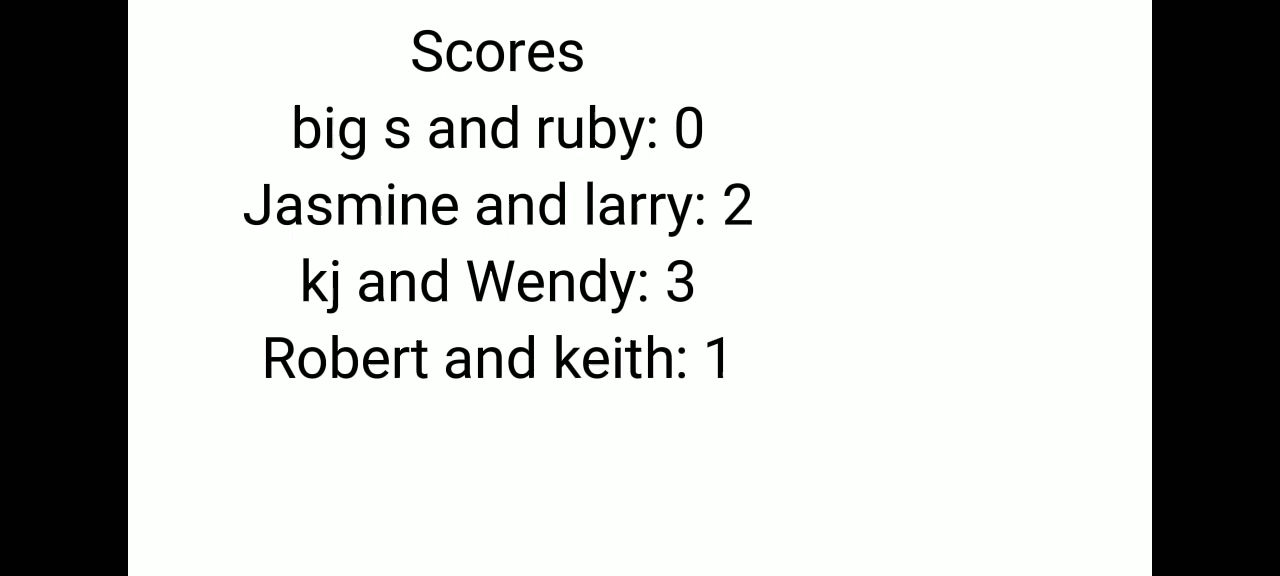 Scores
big s and ruby: 0
Jasmine and larry: 2
kj and Wendy: 3
Robert and keith: 1